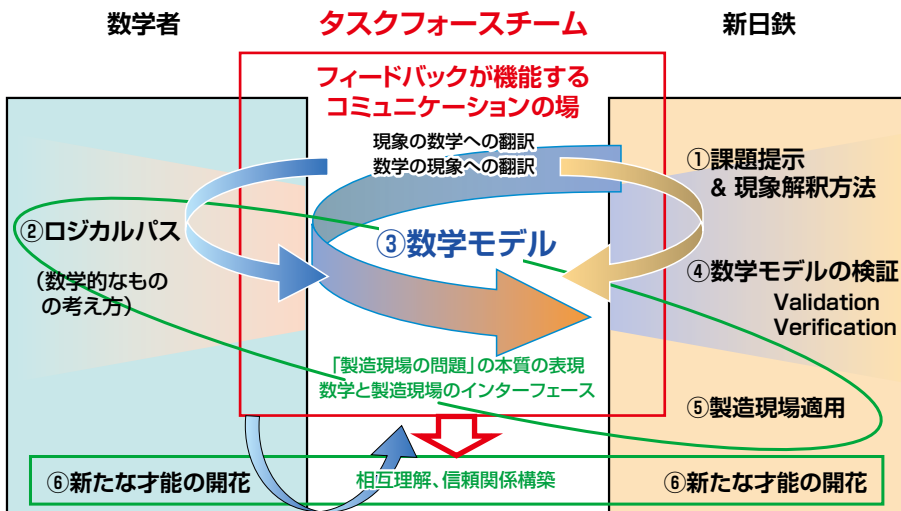 数学者
タスクフォースチーム
新日鉄
フィードバックが機能する
コミュニケーションの場
現象の数学への翻訳
数学の現象への翻訳
①課題提示
& 現象解釈方法
②ロジカルパス
(数学的なもの
の考え方)
③数学モデル
④数学モデルの検証
Validation
Verification
「製造現場の問題」の本質の表現
数学と製造現場のインターフェース
⑤製造現場適用
⑥新たな才能の開花
相互理解、信頼関係構築
⑥新たな才能の開花